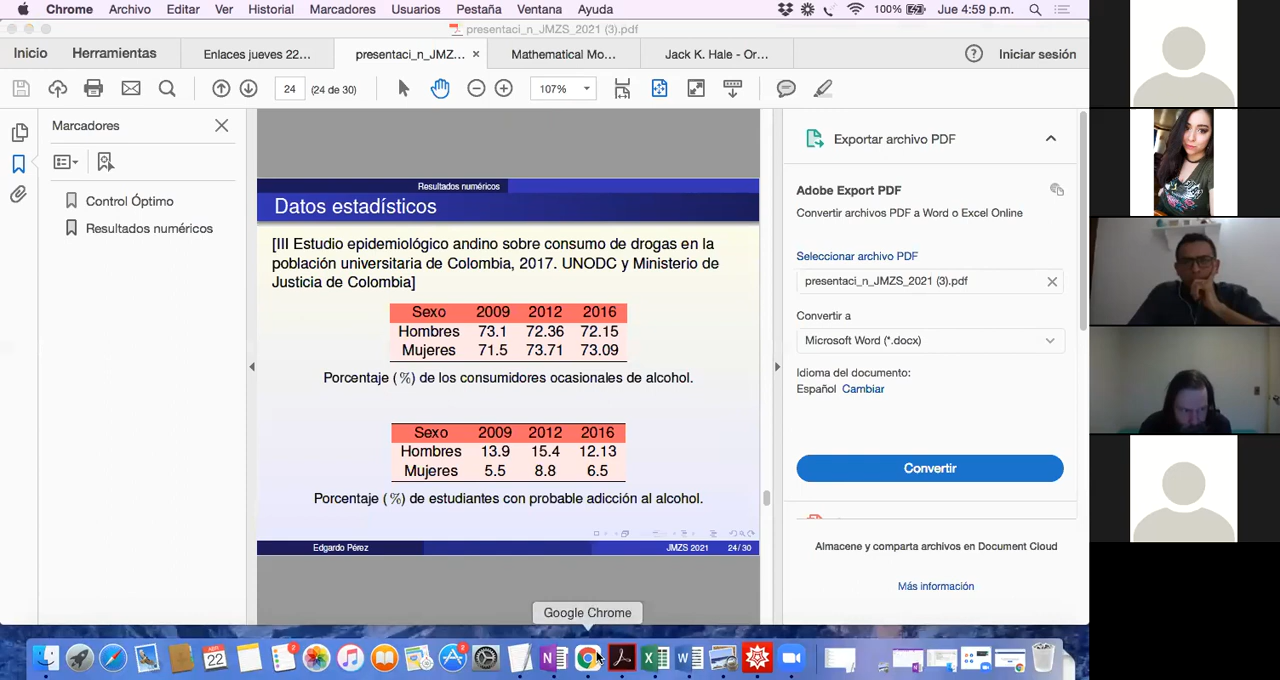 Chrome Archivo Editar Ver Historial Marcadores Usuarios Pestaña Ventana Ayuda 100% Jue 4:59 p.m.
presentaci_n_JMZS_2021 (3).pdf
Inicio Herramientas Enlaces jueves 22... presentaci_n_JMZ... × Mathematical Mo... Jack K. Hale - Or... Iniciar sesión
24 (24 de 30) 107%
Marcadores
Control Óptimo
Resultados numéricos
Resultados numéricos
Datos estadísticos
[III Estudio epidemiológico andino sobre consumo de drogas en la
población universitaria de Colombia, 2017. UNODC y Ministerio de
Justicia de Colombia]
Sexo 2009 2012 2016
Hombres 73.1 72.36 72.15
Mujeres 71.5 73.71 73.09
Porcentaje (%) de los consumidores ocasionales de alcohol.
Sexo 2009 2012 2016
Hombres 13.9 15.4 12.13
Mujeres 5.5 8.8 6.5
Porcentaje (%) de estudiantes con probable adicción al alcohol.
Edgardo Pérez JMZS 2021 24/30
Exportar archivo PDF
Adobe Export PDF
Convertir archivos PDF a Word o Excel Online
Seleccionar archivo PDF
presentaci_n_JMZS_2021 (3).pdf
Convertir a
Microsoft Word (*.docx)
Idioma del documento:
Español Cambiar
Convertir
Almacene y comparta archivos en Document Cloud
Más información
Google Chrome
22